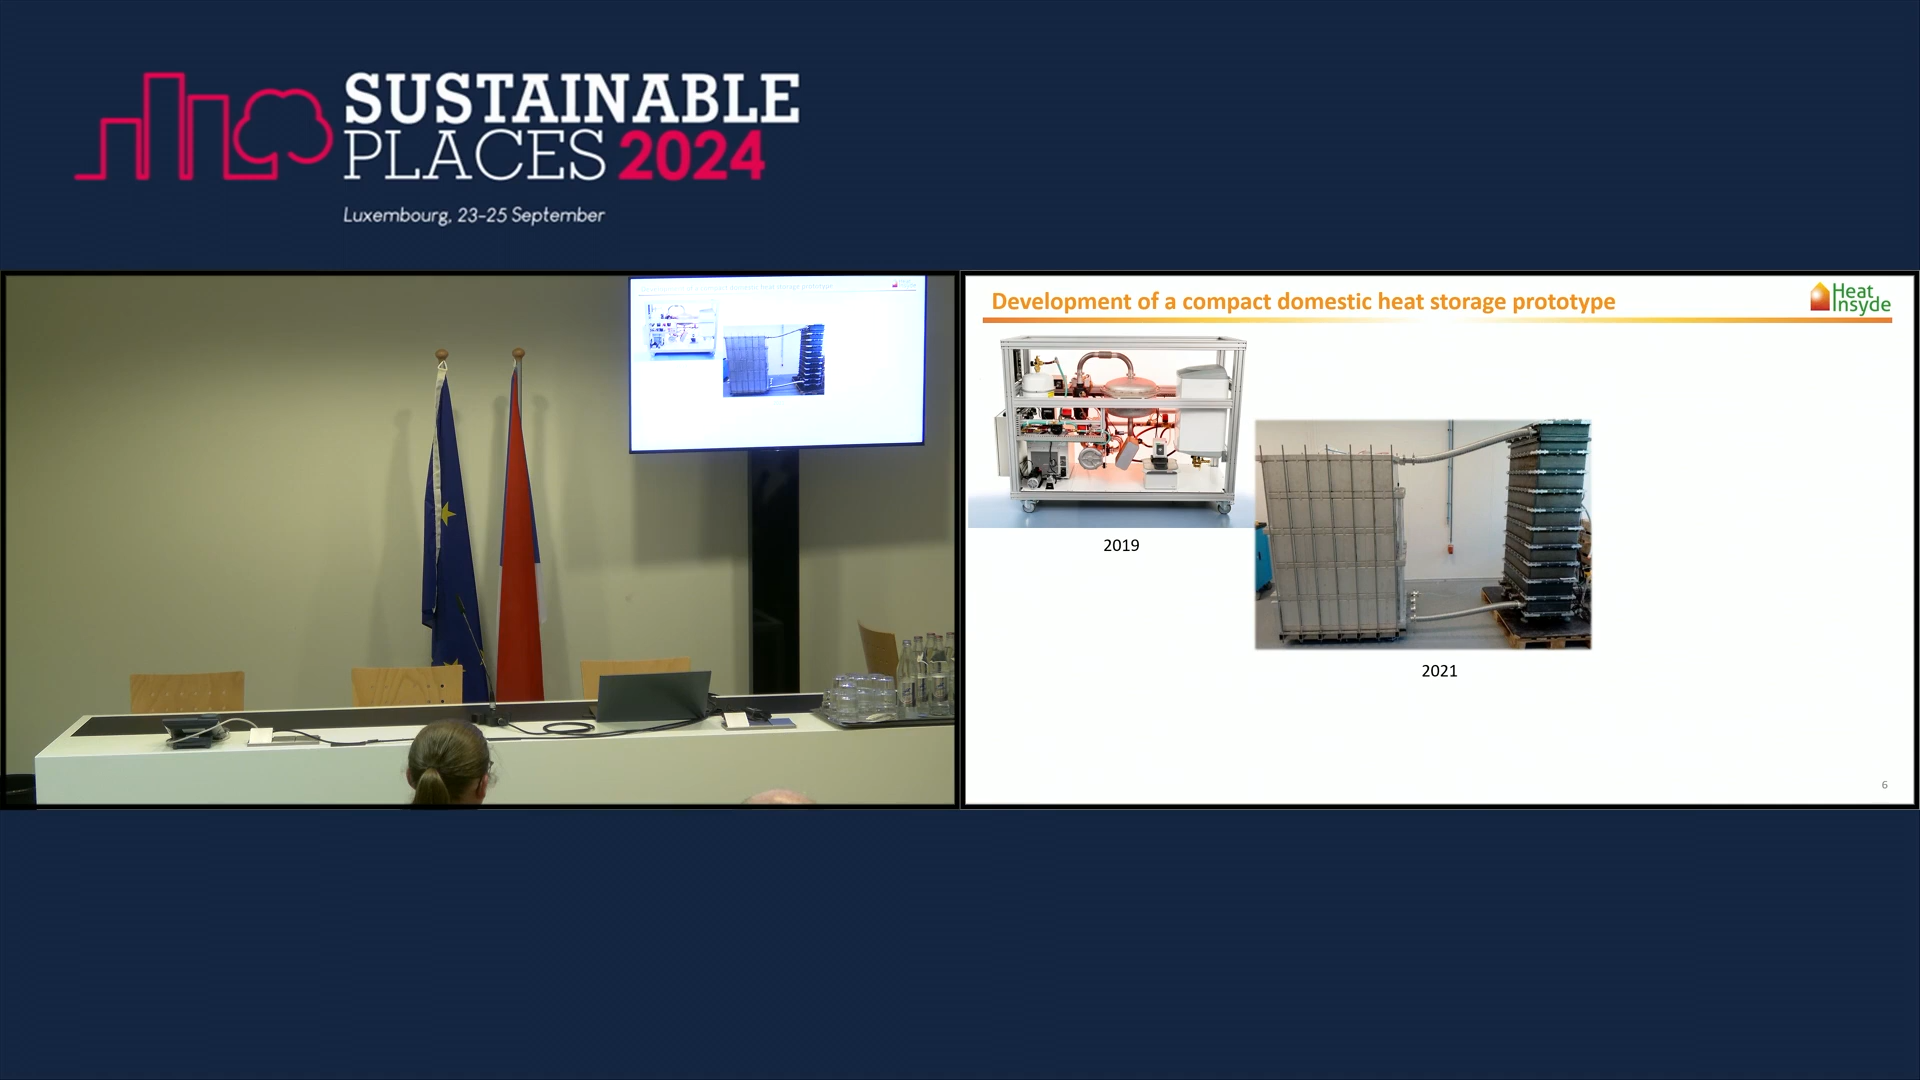 SUSTAINABLE
PLACES 2024
Luxembourg, 23-25 September
Development of a compact domestic heat storage prototype
Heat
Insyde
2019
2021
6